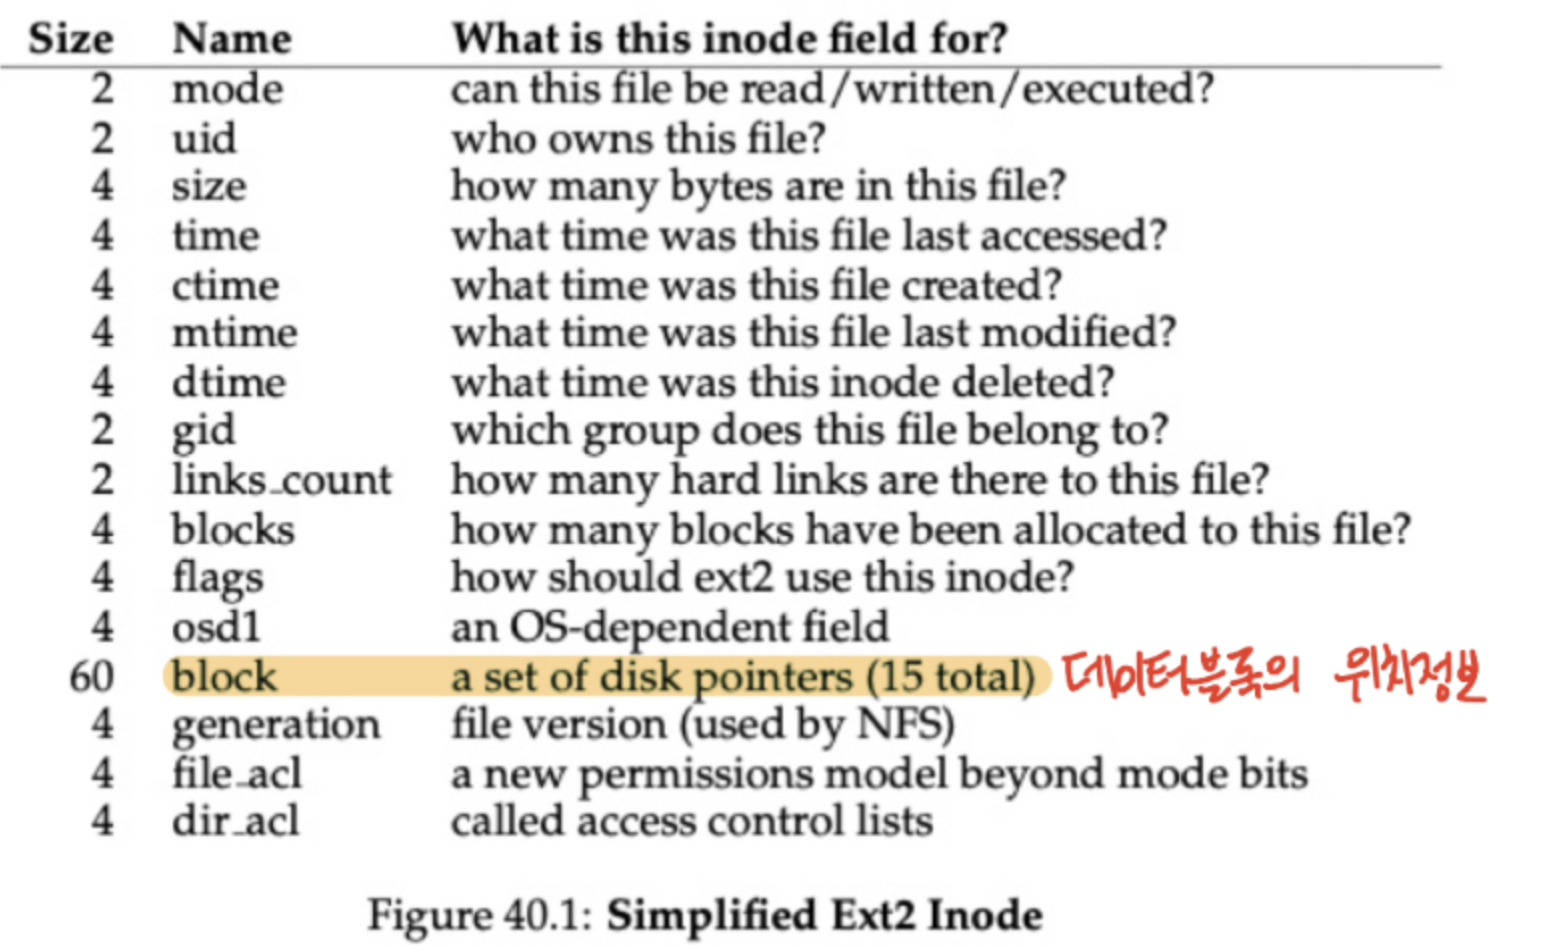 Size Name What is this inode field for?
2 mode can this file be read/written/executed?
2 uid who owns this file?
4 size how many bytes are in this file?
4 time what time was this file last accessed?
4 ctime what time was this file created?
4 mtime what time was this file last modified?
4 dtime what time was this inode deleted?
2 gid which group does this file belong to?
2 links_count how many hard links are there to this file?
4 blocks how many blocks have been allocated to this file?
4 flags how should ext2 use this inode?
4 osd1 an OS-dependent field
60 block a set of disk pointers (15 total) 데이터블록의 위치정보
4 generation file version (used by NFS)
4 file_acl a new permissions model beyond mode bits
4 dir_acl called access control lists
Figure 40.1: Simplified Ext2 Inode